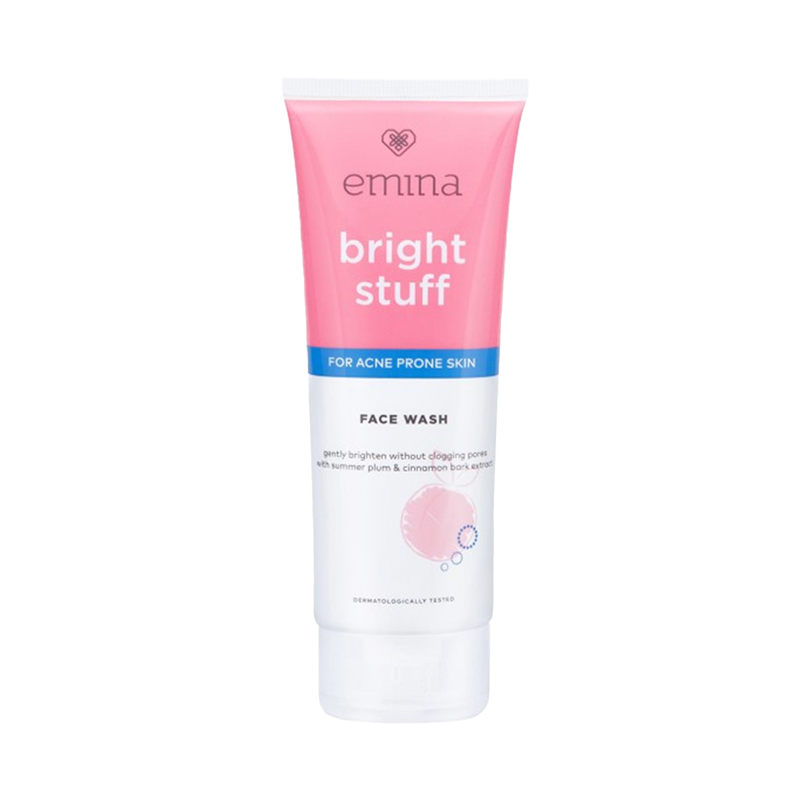 emina
bright
stuff
FOR ACNE PRONE SKIN
FACE WASH
gently brighten without clogging pores
with summer plum & cinnamon bark extract
DERMATOLOGICALLY TESTED